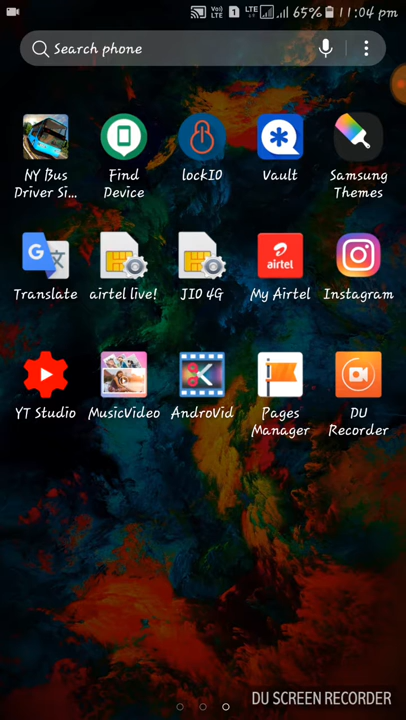 Vo))
LTE
1
LTE
65%
11:04 pm
Search phone
NY Bus
Driver Si...
Find
Device
lockIO
Vault
Samsung
Themes
Translate
airtel live!
JIO 4G
airtel
My Airtel
Instagram
YT Studio
MusicVideo
AndroVid
Pages
Manager
DU
Recorder
DU SCREEN RECORDER